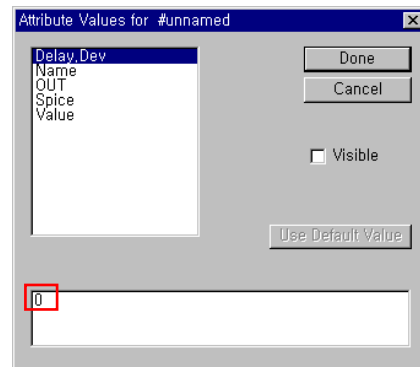 Attribute Values for #unnamed
Delay,Dev
Name
OUT
Spice
Value
Done
Cancel
Visible
Use Default Value
0